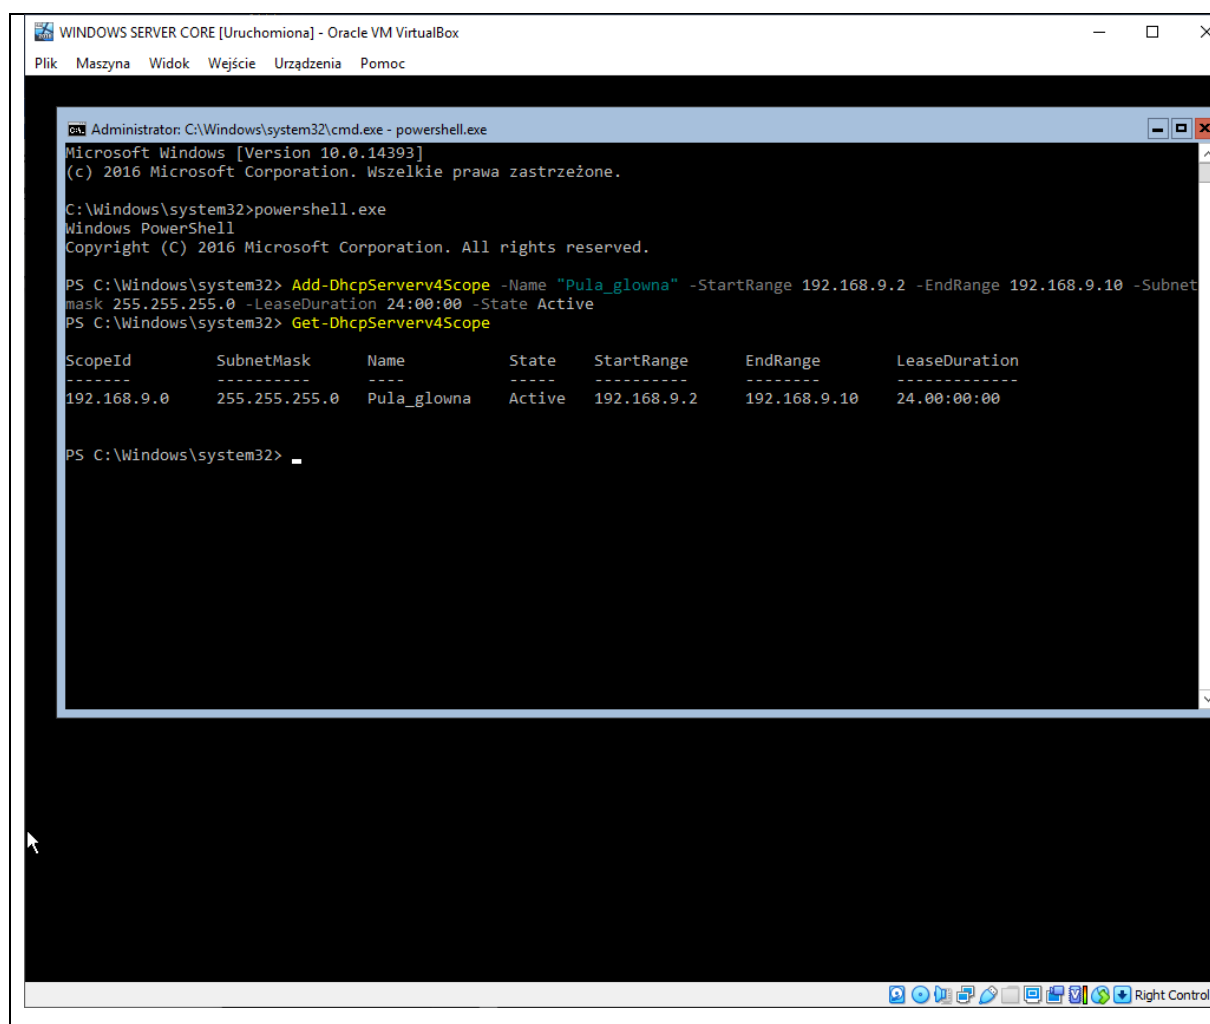 WINDOWS SERVER CORE [Uruchomiona] - Oracle VM VirtualBox
Plik Maszyna Widok Wejście Urządzenia Pomoc
Administrator: C:\Windows\system32\cmd.exe - powershell.exe
Microsoft Windows [Version 10.0.14393]
(c) 2016 Microsoft Corporation. Wszelkie prawa zastrzeżone.
C:\Windows\system32>powershell.exe
Windows PowerShell
Copyright (C) 2016 Microsoft Corporation. All rights reserved.
PS C:\Windows\system32> Add-DhcpServerv4Scope -Name "Pula_glowna" -StartRange 192.168.9.2 -EndRange 192.168.9.10 -Subnet
mask 255.255.255.0 -LeaseDuration 24:00:00 -State Active
PS C:\Windows\system32> Get-DhcpServerv4Scope
ScopeId SubnetMask Name State StartRange EndRange LeaseDuration
------- ---------- ---- ----- ---------- -------- -------------
192.168.9.0 255.255.255.0 Pula_glowna Active 192.168.9.2 192.168.9.10 24.00:00:00
PS C:\Windows\system32>
Right Control